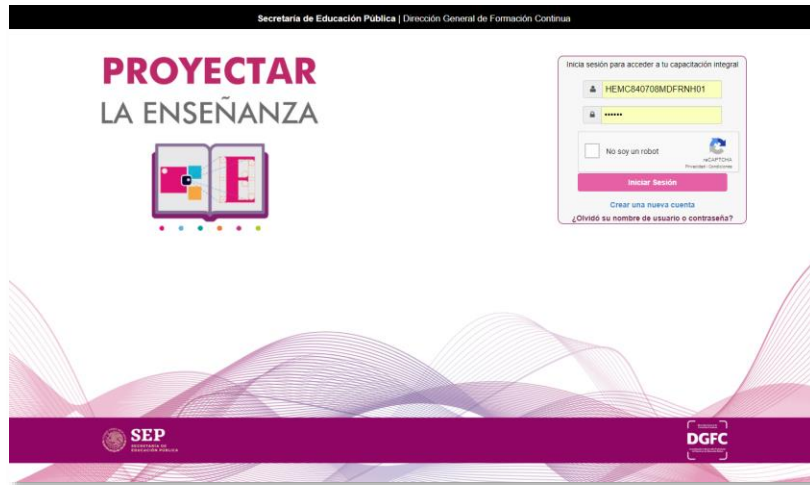 Secretaría de Educación Pública | Dirección General de Formación Continua
PROYECTAR
LA ENSEÑANZA
E
Inicia sesión para acceder a tu capacitación integral
HEMC840708MDFRNH01
••••••
No soy un robot
reCAPTCHA
Privacidad - Condiciones
Iniciar Sesión
Crear una nueva cuenta
¿Olvidó su nombre de usuario o contraseña?
SEP
SECRETARÍA DE
EDUCACIÓN PÚBLICA
DGFC